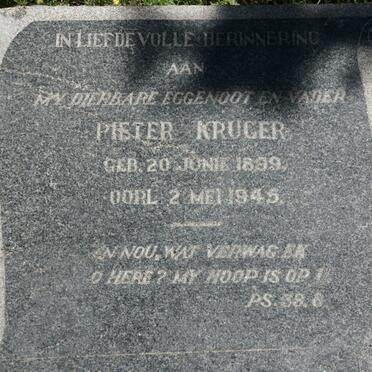 IN LIEFDEVOLLE HERINNERING
AAN
MY DIERBARE EGGENOOT EN VADER
PIETER KRUGER
GEB. 20 JUNIE 1899.
OORL. 2 MEI 1945.
EN NOU, WAT VERWAG EK
O HERE? MY HOOP IS OP
PS. 39. 8